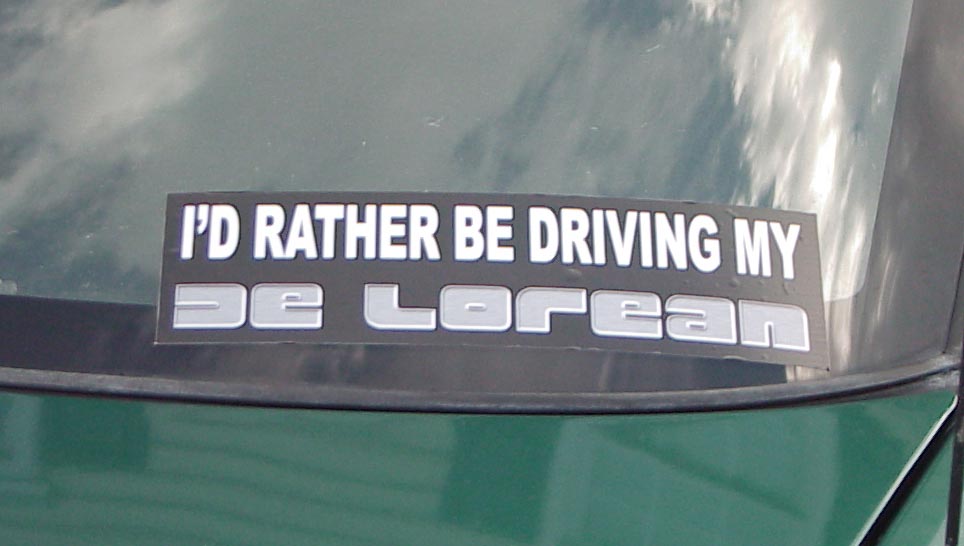 I'D RATHER BE DRIVING MY
DE LOREAN